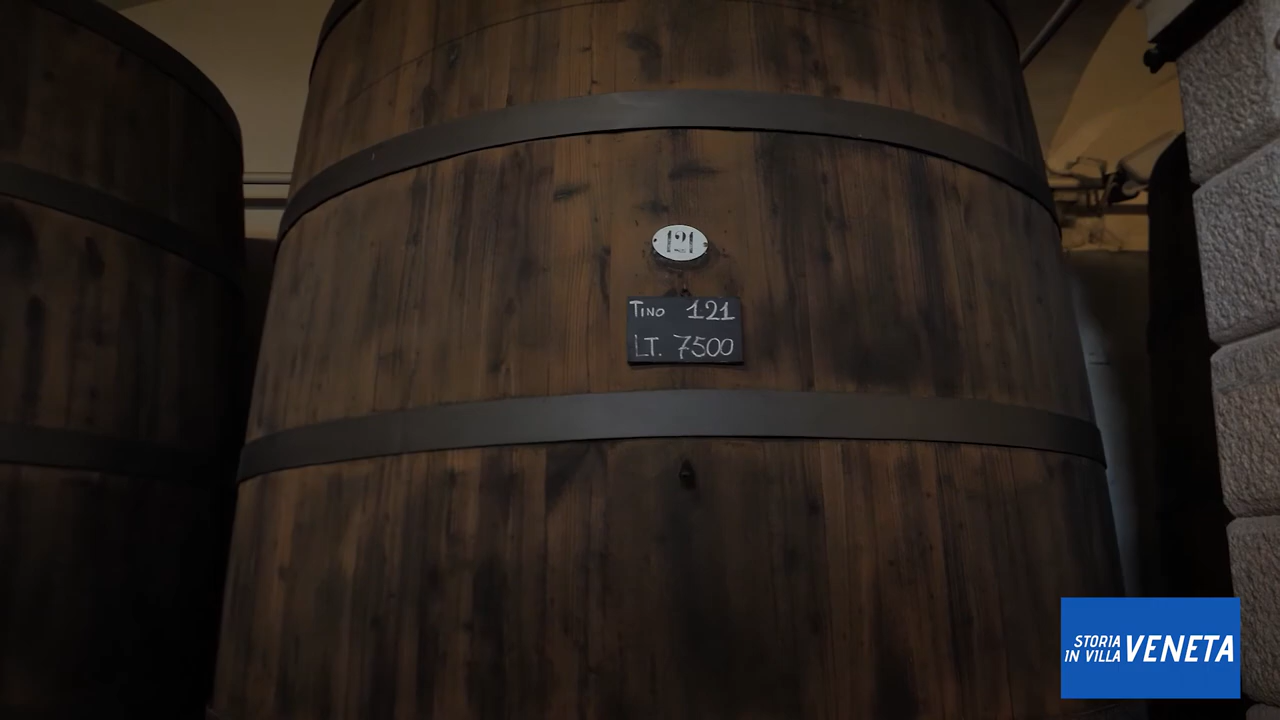 121
TINO 121
LT. 7500
STORIA
IN VILLA VENETA